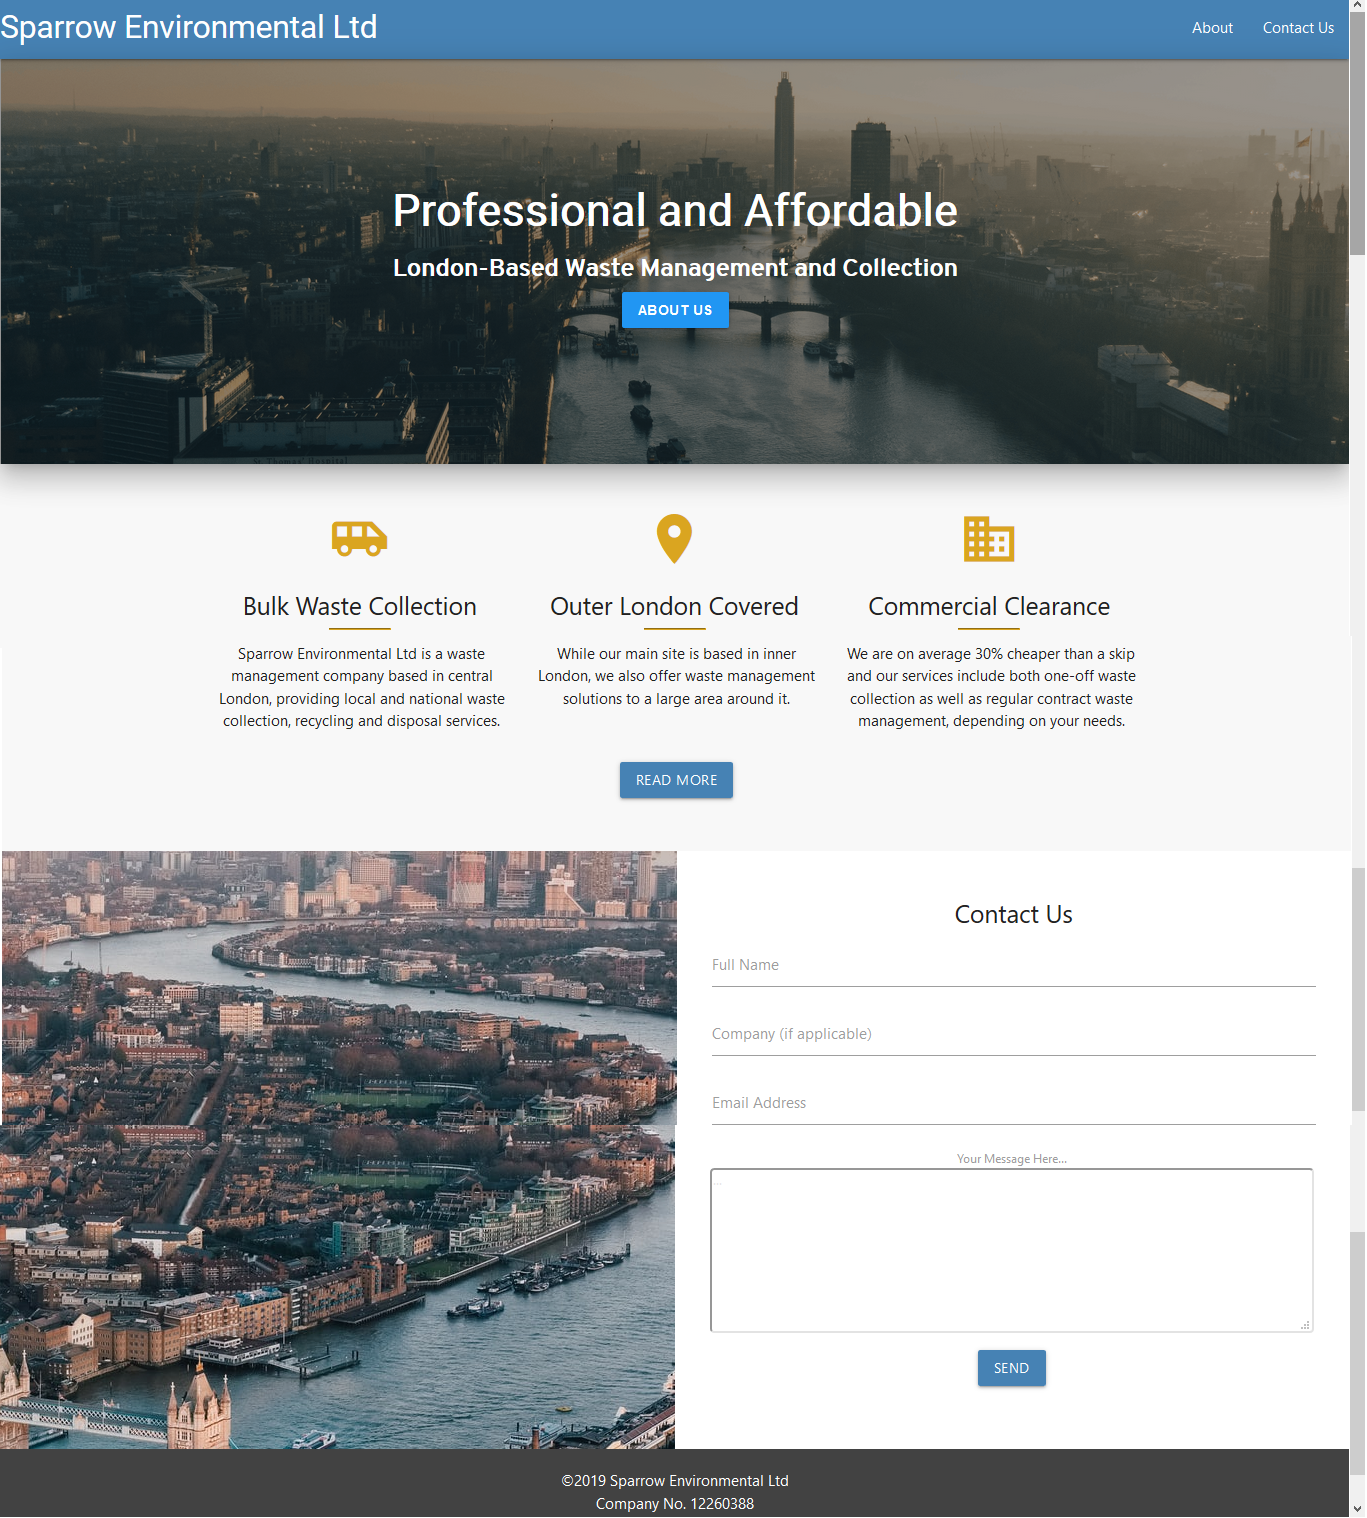 Sparrow Environmental Ltd
About
Contact Us
Professional and Affordable
London-Based Waste Management and Collection
ABOUT US
Bulk Waste Collection
Sparrow Environmental Ltd is a waste
management company based in central
London, providing local and national waste
collection, recycling and disposal services.
Outer London Covered
While our main site is based in inner
London, we also offer waste management
solutions to a large area around it.
Commercial Clearance
We are on average 30% cheaper than a skip
and our services include both one-off waste
collection as well as regular contract waste
management, depending on your needs.
READ MORE
Contact Us
Full Name
Company (if applicable)
Email Address
Your Message Here...
...
SEND
©2019 Sparrow Environmental Ltd
Company No. 12260388